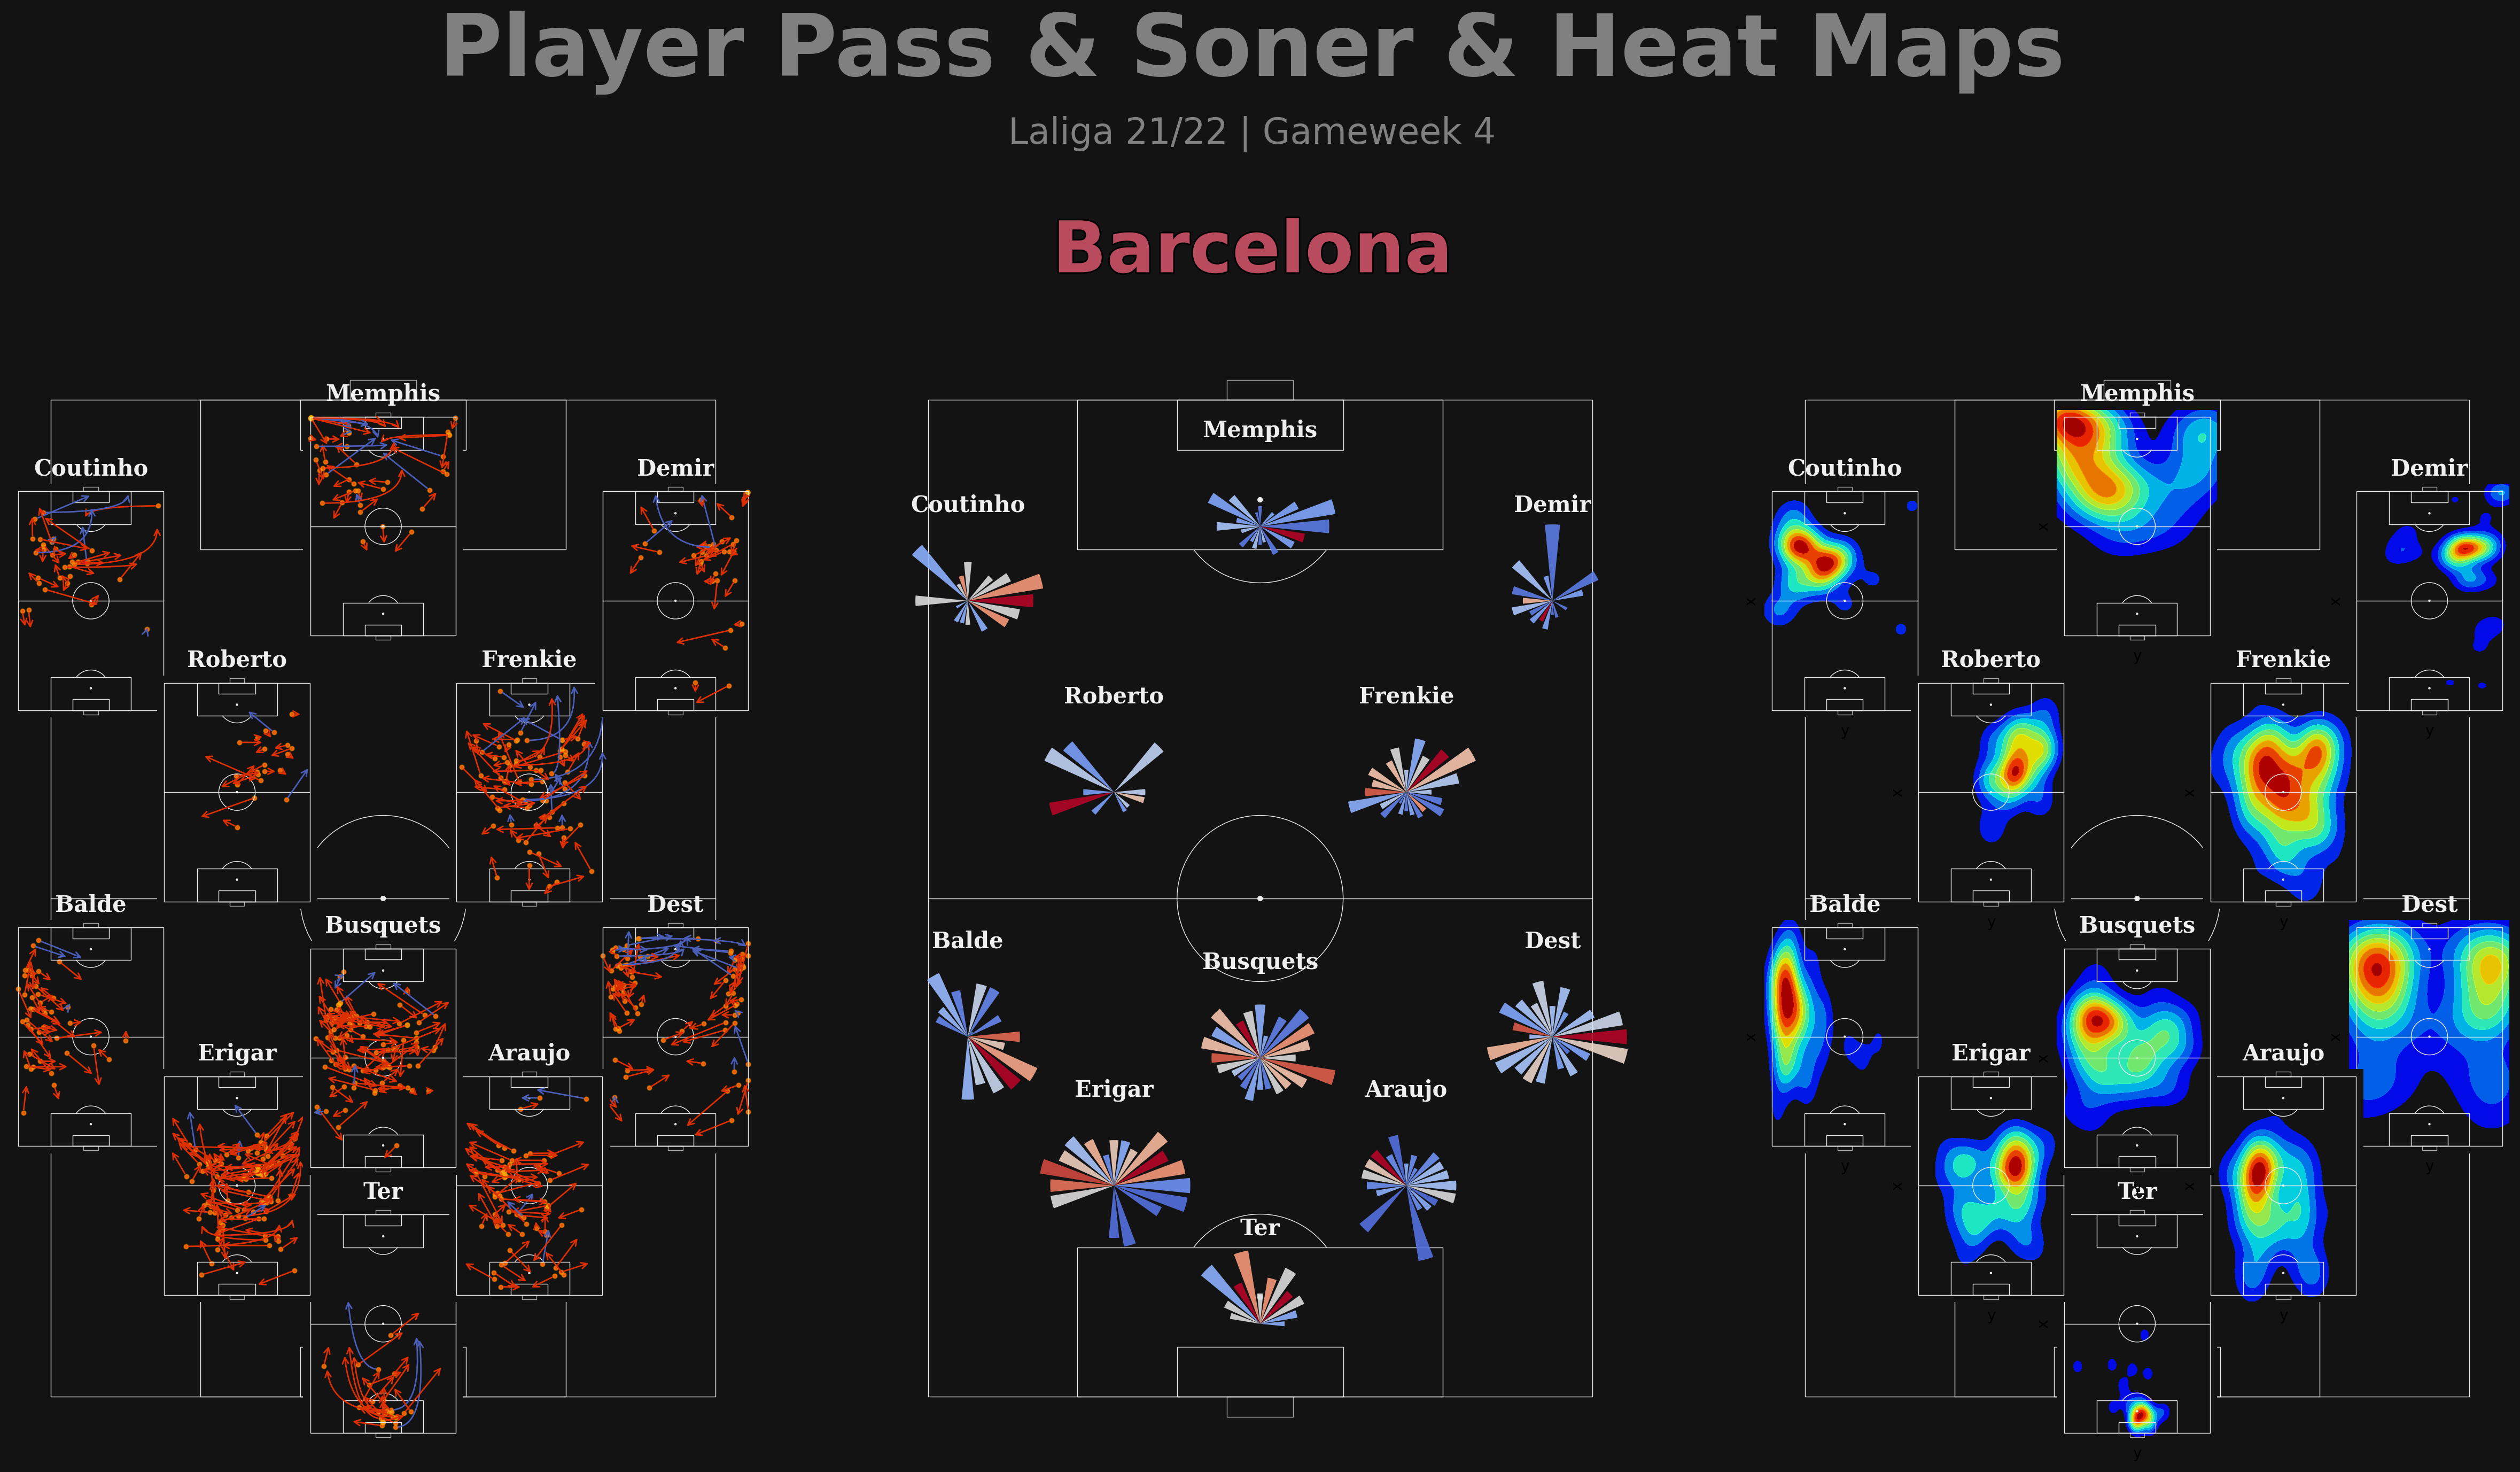 Player Pass & Soner & Heat Maps
Laliga 21/22 | Gameweek 4
Barcelona
Memphis
Coutinho
Demir
Roberto
Frenkie
Balde
Busquets
Dest
Erigar
Araujo
Ter
Memphis
Coutinho
Demir
Roberto
Frenkie
Balde
Busquets
Dest
Erigar
Araujo
Ter
Memphis
Coutinho
Demir
x
x
x
y
Roberto
Frenkie
y
y
x
x
Balde
Busquets
Dest
y
y
x
x
Erigar
Araujo
x
y
y
x
x
Ter
y
y
x
y